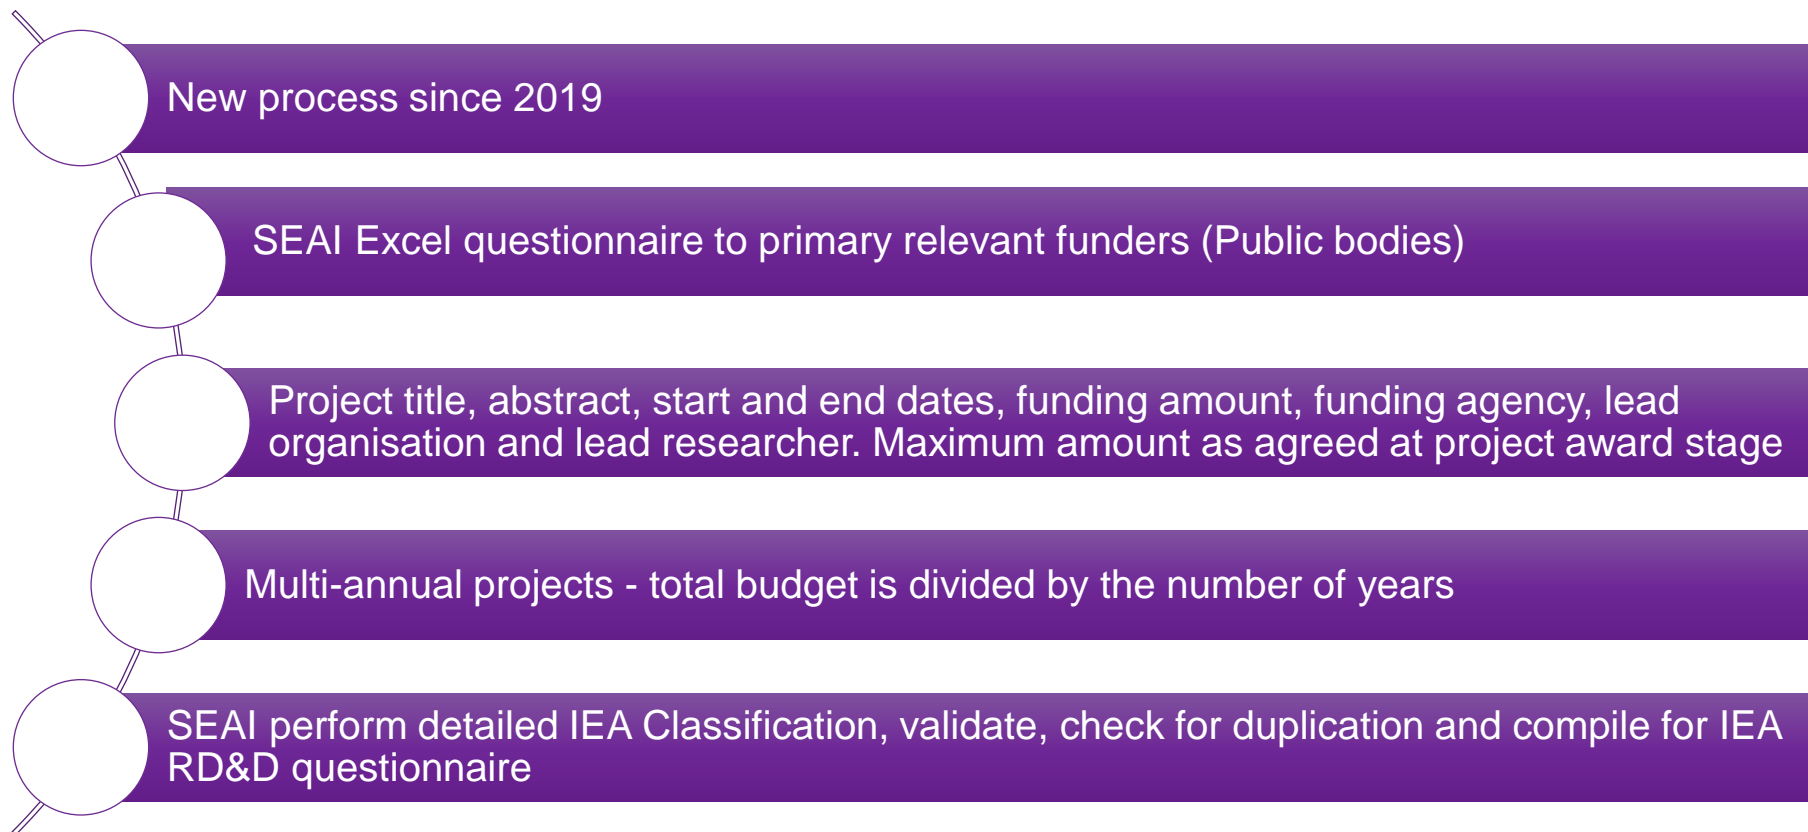 New process since 2019
SEAI Excel questionnaire to primary relevant funders (Public bodies)
Project title, abstract, start and end dates, funding amount, funding agency, lead
organisation and lead researcher. Maximum amount as agreed at project award stage
Multi-annual projects - total budget is divided by the number of years
SEAI perform detailed IEA Classification, validate, check for duplication and compile for IEA
RD&D questionnaire